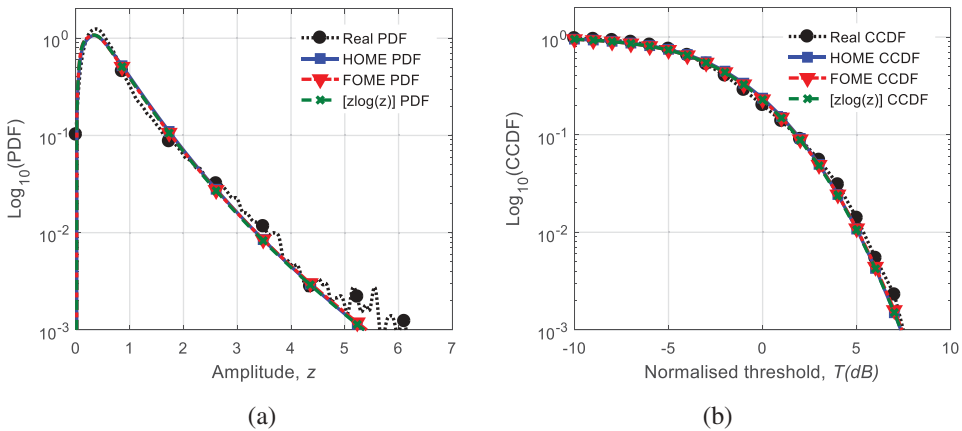 Log10(PDF)
10^0
10^-1
10^-2
10^-3
Real PDF
HOME PDF
FOME PDF
[zlog(z)] PDF
0 1 2 3 4 5 6 7
Amplitude, z
(a)
Log10(CCDF)
10^0
10^-1
10^-2
10^-3
Real CCDF
HOME CCDF
FOME CCDF
[zlog(z)] CCDF
-10 -5 0 5 10
Normalised threshold, T(dB)
(b)